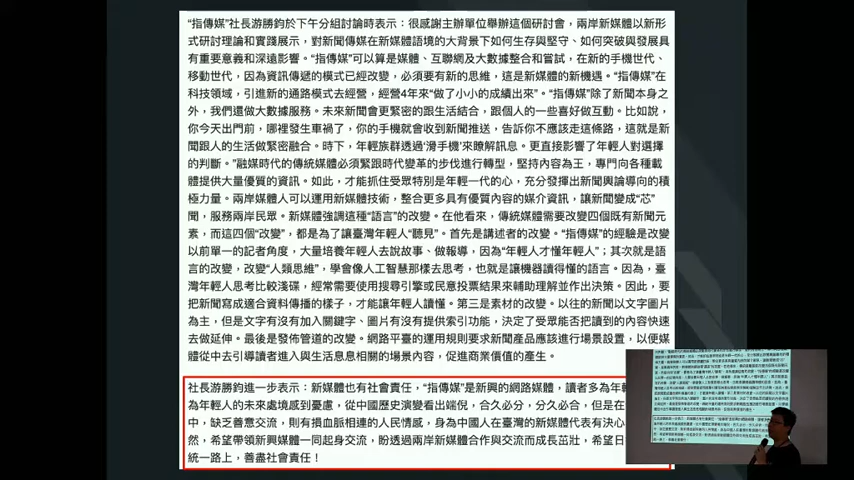 “指傳媒”社長游勝鈞於下午分組討論時表示：很感謝主辦單位舉辦這個研討會，兩岸新媒體以新形
式研討理論和實踐展示，對新聞傳媒在新媒體語境的大背景下如何生存與堅守、如何突破與發展具
有重要意義和深遠影響。“指傳媒”可以算是媒體、互聯網及大數據整合和嘗試，在新的手機世代、
移動世代，因為資訊傳遞的模式已經改變，必須要有新的思維，這是新媒體的新機遇。“指傳媒”在
科技領域，引進新的通路模式去經營，經營4年來“做了小小的成績出來”。“指傳媒”除了新聞本身之
外，我們還做大數據服務。未來新聞會更緊密的跟生活結合，跟個人的一些喜好做互動。比如說，
你今天出門前，哪裡發生車禍了，你的手機就會收到新聞推送，告訴你不應該走這條路，這就是新
聞跟人的生活做緊密融合。時下，年輕族群透過‘滑手機’來瞭解訊息。更直接影響了年輕人對選擇
的判斷。”融媒時代的傳統媒體必須緊跟時代變革的步伐進行轉型，堅持內容為王，專門向各種載
體提供大量優質的資訊。如此，才能抓住受眾特別是年輕一代的心，充分發揮出新聞輿論導向的積
極力量。兩岸媒體人可以運用新媒體技術，整合更多具有優質內容的媒介資訊，讓新聞變成“芯”
聞，服務兩岸民眾。新媒體強調這種“語言”的改變。在他看來，傳統媒體需要改變四個既有新聞元
素，而這四個“改變”，都是為了讓臺灣年輕人“聽見”。首先是講述者的改變。“指傳媒”的經驗是改變
以前單一的記者角度，大量培養年輕人去說故事、做報導，因為“年輕人才懂年輕人”；其次就是語
言的改變，改變“人類思維”，學會像人工智慧那樣去思考，也就是讓機器讀得懂的語言。因為，臺
灣年輕人思考比較淺碟，經常需要使用搜尋引擎或民意投票結果來輔助理解並作出決策。因此，要
把新聞寫成適合資料傳播的樣子，才能讓年輕人讀懂。第三是素材的改變。以往的新聞以文字圖片
為主，但是文字有沒有加入關鍵字、圖片有沒有提供索引功能，決定了受眾能否把讀到的內容快速
去做延伸。最後是發佈管道的改變。網路平臺的運用規則要求新聞產品應該進行場景設置，以便媒
體從中去引導讀者進入與生活息息相關的場景內容，促進商業價值的產生。
社長游勝鈞進一步表示：新媒體也有社會責任，“指傳媒”是新興的網路媒體，讀者多為年
為年輕人的未來處境感到憂慮，從中國歷史演變看出端倪，合久必分，分久必合，但是在
中，缺乏善意交流，則有損血脈相連的人民情感，身為中國人在臺灣的新媒體代表有決心
然，希望帶領新興媒體一同起身交流，盼透過兩岸新媒體合作與交流而成長茁壯，希望日
統一路上，善盡社會責任！